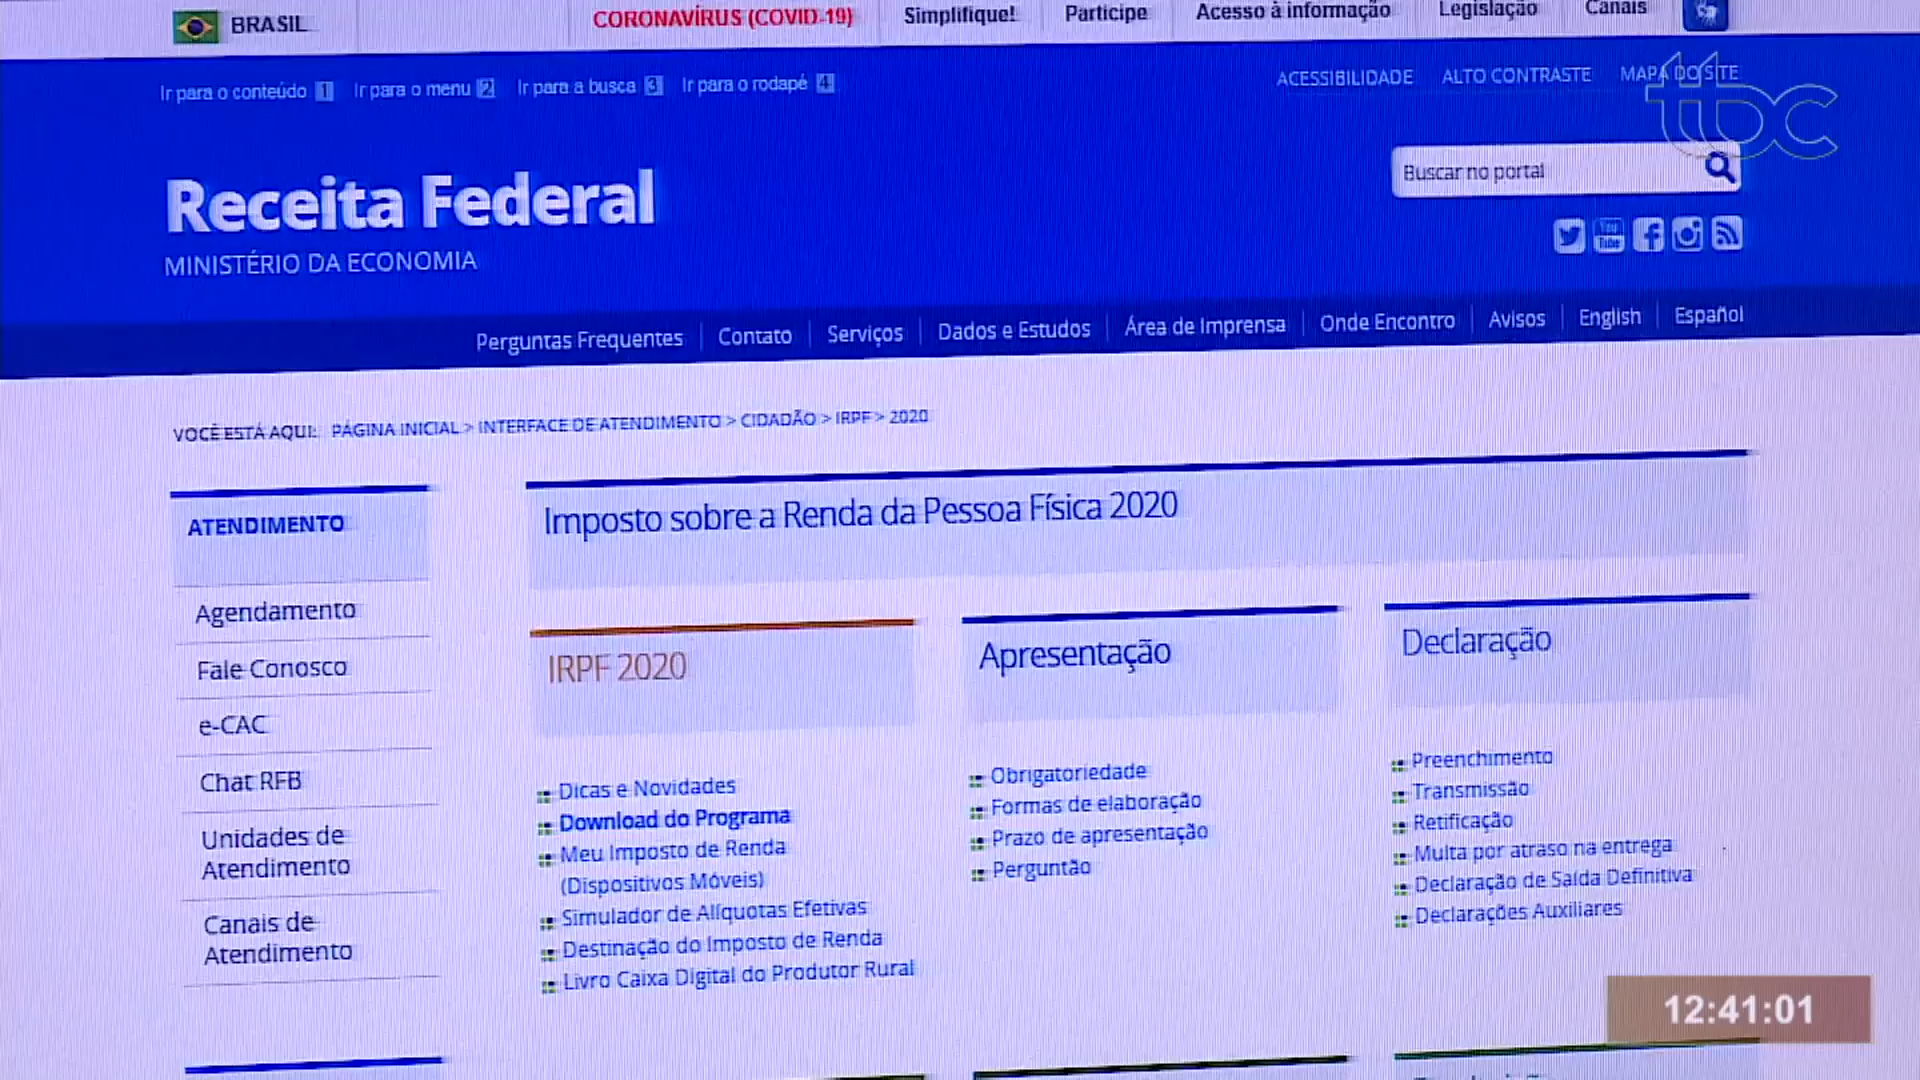 BRASIL
CORONAVÍRUS (COVID-19)
Simplifique!
Participe
Acesso à informação
Legislação
Canais
Ir para o conteúdo 1
Ir para o menu 2
Ir para a busca 3
Ir para o rodapé 4
ACESSIBILIDADE
ALTO CONTRASTE
MAPA DO SITE
tbc
Buscar no portal
Receita Federal
MINISTÉRIO DA ECONOMIA
You Tube
Perguntas Frequentes
Contato
Serviços
Dados e Estudos
Área de Imprensa
Onde Encontro
Avisos
English
Español
VOCÊ ESTÁ AQUI: PÁGINA INICIAL > INTERFACE DE ATENDIMENTO > CIDADÃO > IRPF > 2020
ATENDIMENTO
Agendamento
Fale Conosco
e-CAC
Chat RFB
Unidades de
Atendimento
Canais de
Atendimento
Imposto sobre a Renda da Pessoa Física 2020
IRPF 2020
Dicas e Novidades
Download do Programa
Meu Imposto de Renda
(Dispositivos Móveis)
Simulador de Alíquotas Efetivas
Destinação do Imposto de Renda
Livro Caixa Digital do Produtor Rural
Apresentação
Obrigatoriedade
Formas de elaboração
Prazo de apresentação
Perguntão
Declaração
Preenchimento
Transmissão
Retificação
Multa por atraso na entrega
Declaração de Saída Definitiva
Declarações Auxiliares
12:41:01